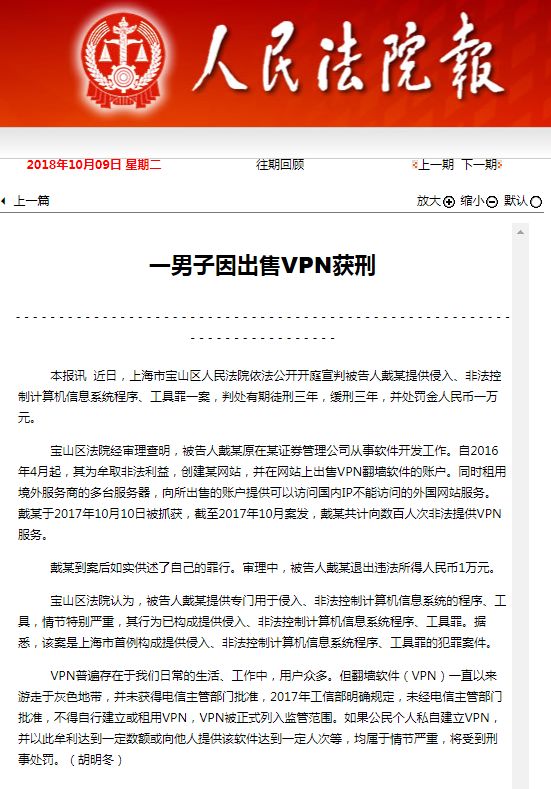 人民法院報
2018年10月09日 星期二 往期回顾 上一期 下一期
上一篇 放大 缩小 默认
一男子因出售VPN获刑
- - - - - - - - - - - - - - - - - - - - - - - - - - - - - - - - - - - - - - - - - - - - - - - - - - - - - - - - -
- - - - - - - - - - - - - - - - -
本报讯 近日，上海市宝山区人民法院依法公开开庭宣判被告人戴某提供侵入、非法控
制计算机信息系统程序、工具罪一案，判处有期徒刑三年，缓刑三年，并处罚金人民币一万
元。
宝山区法院经审理查明，被告人戴某原在某证券管理公司从事软件开发工作。自2016
年4月起，其为牟取非法利益，创建某网站，并在网站上出售VPN翻墙软件的账户。同时租用
境外服务商的多台服务器，向所出售的账户提供可以访问国内IP不能访问的外国网站服务。
戴某于2017年10月10日被抓获，截至2017年10月案发，戴某共计向数百人次非法提供VPN
服务。
戴某到案后如实供述了自己的罪行。审理中，被告人戴某退出违法所得人民币1万元。
宝山区法院认为，被告人戴某提供专门用于侵入、非法控制计算机信息系统的程序、工
具，情节特别严重，其行为已构成提供侵入、非法控制计算机信息系统程序、工具罪。据
悉，该案是上海市首例构成提供侵入、非法控制计算机信息系统程序、工具罪的犯罪案件。
VPN普遍存在于我们日常的生活、工作中，用户众多。但翻墙软件（VPN）一直以来
游走于灰色地带，并未获得电信主管部门批准，2017年工信部明确规定，未经电信主管部门
批准，不得自行建立或租用VPN，VPN被正式列入监管范围。如果公民个人私自建立VPN，
并以此牟利达到一定数额或向他人提供该软件达到一定人次等，均属于情节严重，将受到刑
事处罚。（胡明冬）